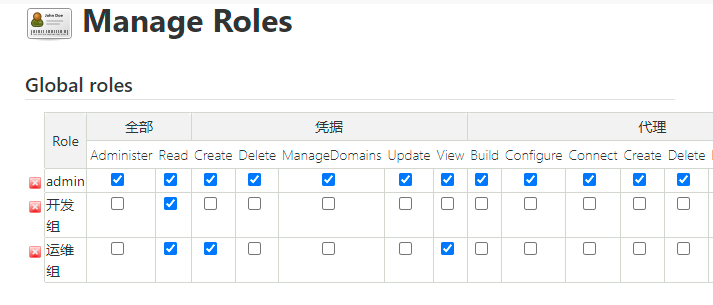 John Doe
Manage Roles
Global roles
Role 全部 凭据 代理
Administer Read Create Delete ManageDomains Update View Build Configure Connect Create Delete
admin
开发
组
运维
组